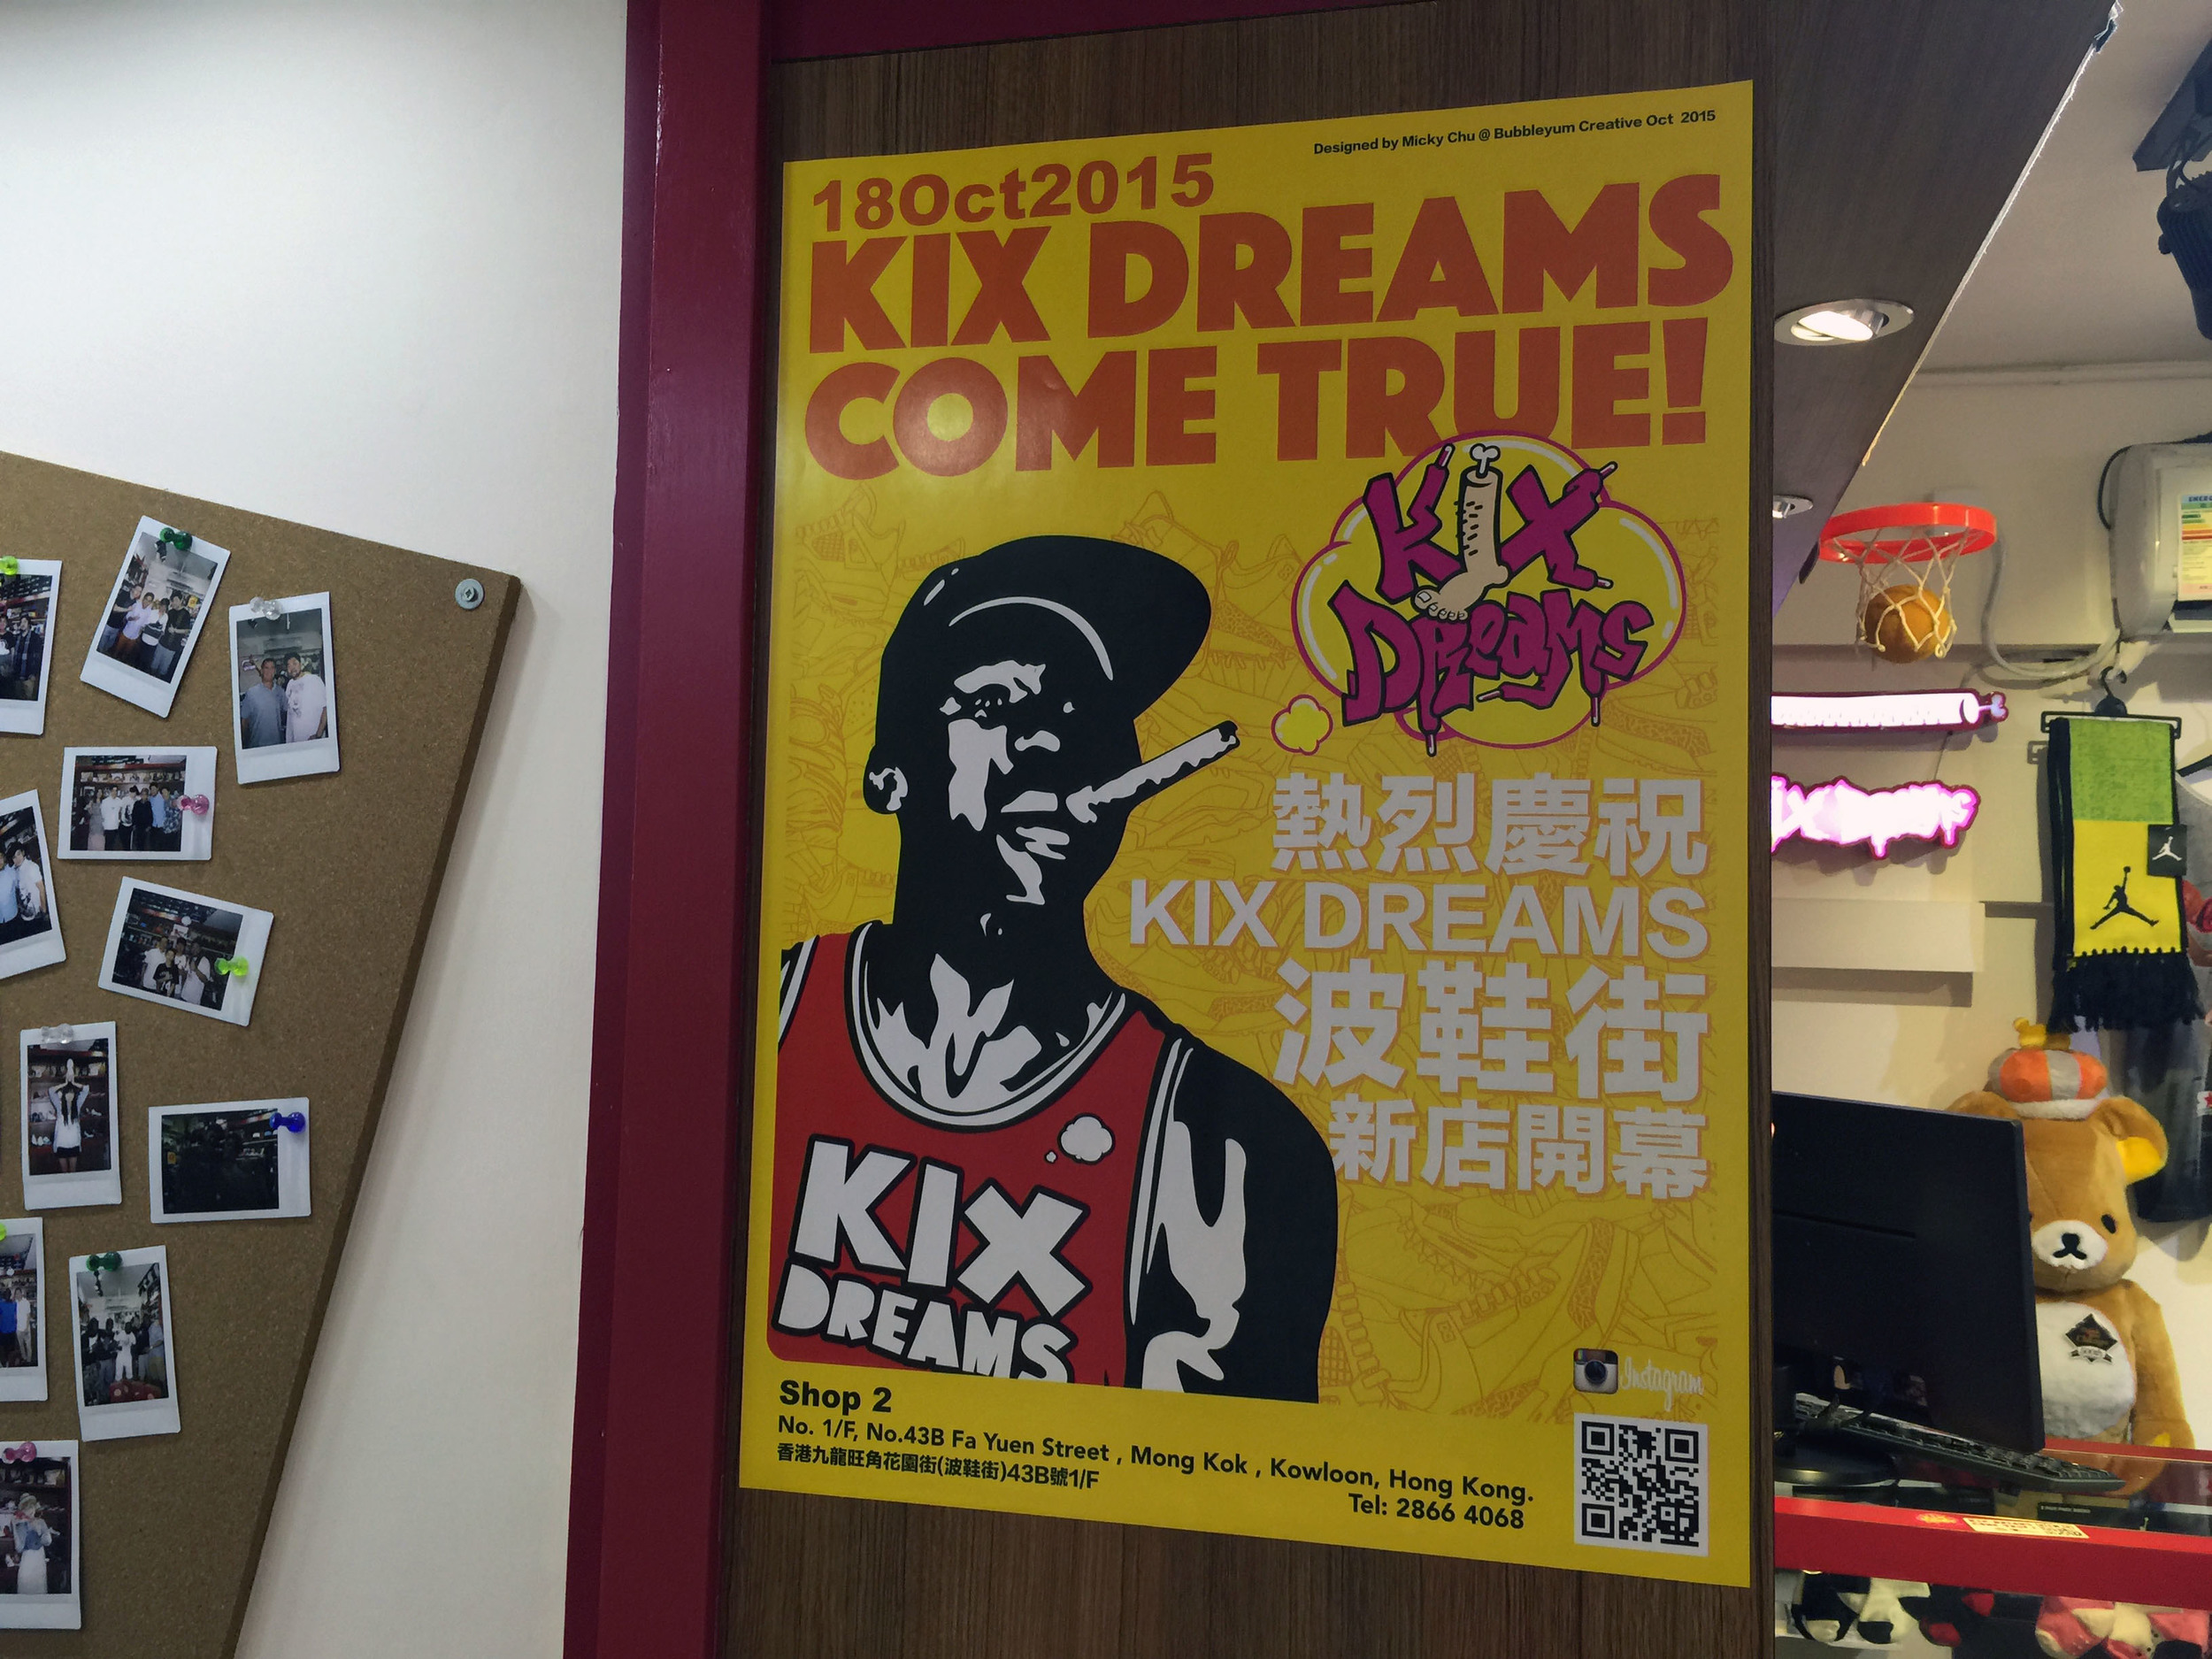 Designed by Micky Chu @ Bubbleyum Creative Oct 2015
18Oct2015
KIX DREAMS
COME TRUE!
KIX
DReamS
熱烈慶祝
KIX DREAMS
波鞋街
新店開幕
KIX
DREAMS
Instagram
Shop 2
No. 1/F, No.43B Fa Yuen Street , Mong Kok , Kowloon, Hong Kong.
香港九龍旺角花園街(波鞋街)43B號1/F
Tel: 2866 4068